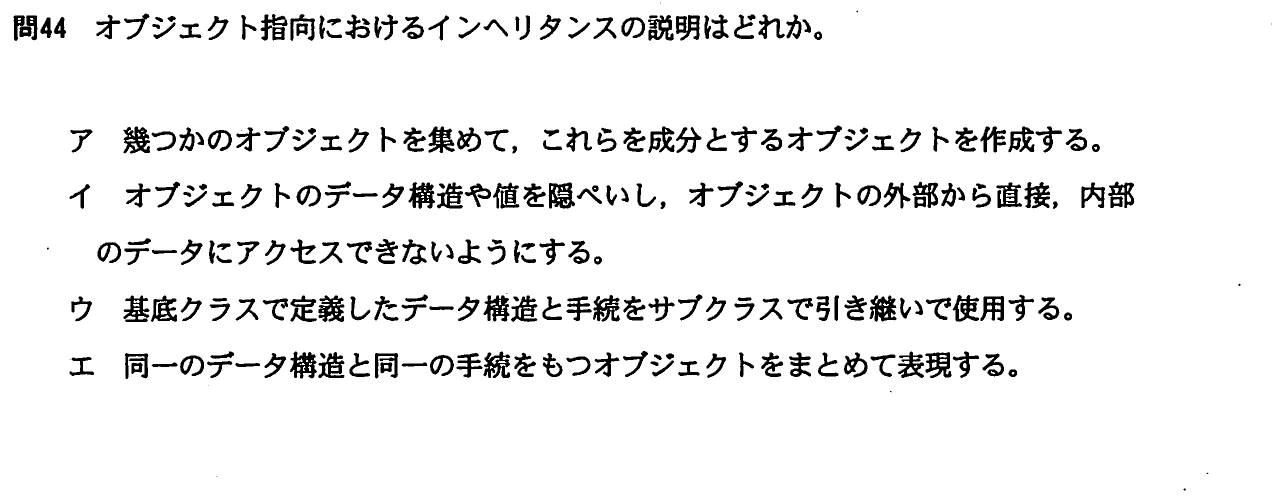 問44 オブジェクト指向におけるインヘリタンスの説明はどれか。
ア 幾つかのオブジェクトを集めて，これらを成分とするオブジェクトを作成する。
イ オブジェクトのデータ構造や値を隠ぺいし，オブジェクトの外部から直接，内部
のデータにアクセスできないようにする。
ウ 基底クラスで定義したデータ構造と手続をサブクラスで引き継いで使用する。
エ 同一のデータ構造と同一の手続をもつオブジェクトをまとめて表現する。